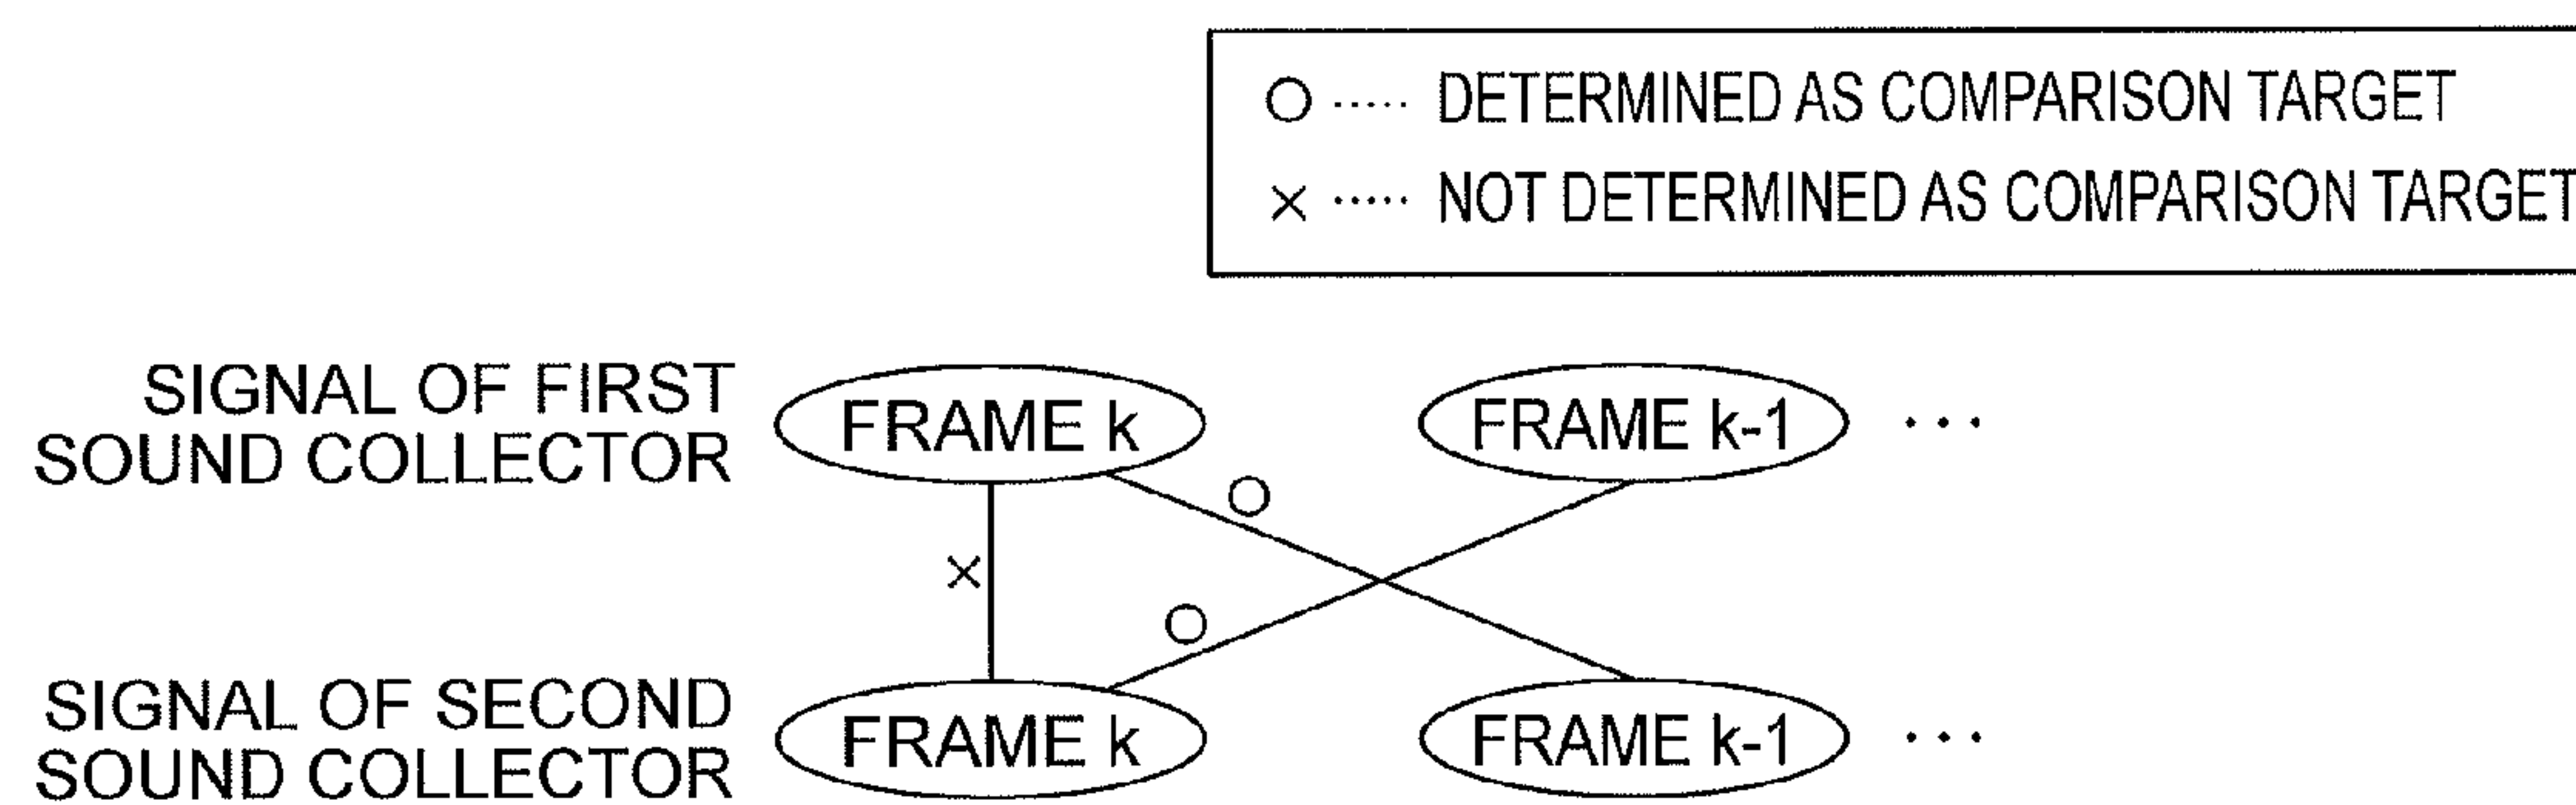 ○ ····· DETERMINED AS COMPARISON TARGET
× ····· NOT DETERMINED AS COMPARISON TARGET
SIGNAL OF FIRST
SOUND COLLECTOR
FRAME k
FRAME k-1
···
○
×
○
SIGNAL OF SECOND
SOUND COLLECTOR
FRAME k
FRAME k-1
···